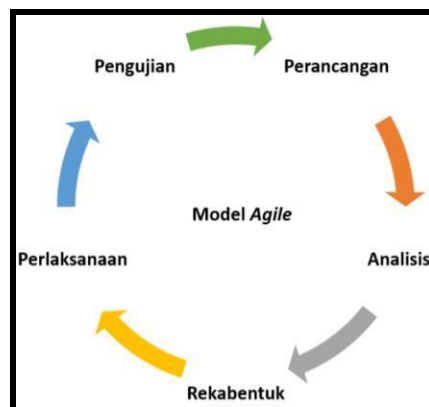 Pengujian
Perancangan
Model Agile
Perlaksanaan
Analisis
Rekabentuk